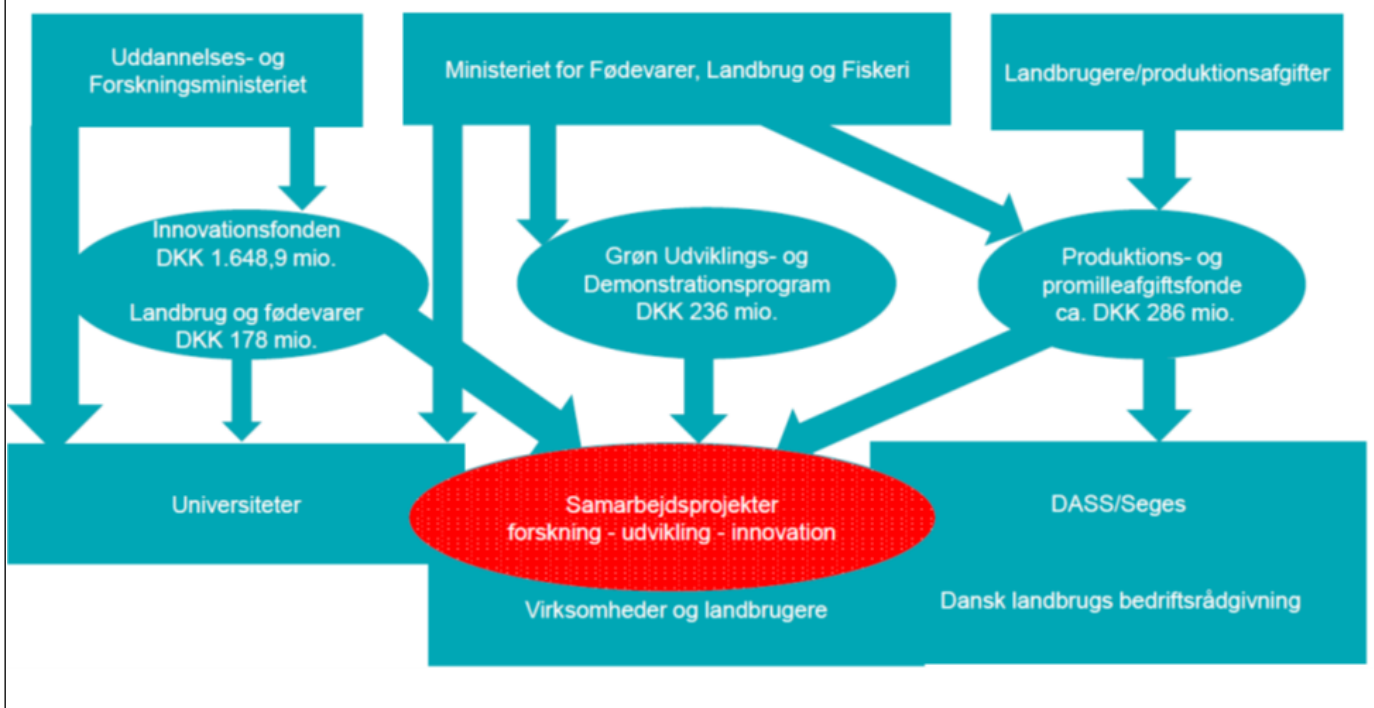 Uddannelses- og
Forskningsministeriet
Ministeriet for Fødevarer, Landbrug og Fiskeri
Landbrugere/produktionsafgifter
Innovationsfonden
DKK 1.648,9 mio.
Landbrug og fødevarer
DKK 178 mio.
Grøn Udviklings- og
Demonstrationsprogram
DKK 236 mio.
Produktions- og
promilleafgiftsfonde
ca. DKK 286 mio.
Universiteter
Samarbejdsprojekter
forskning - udvikling - innovation
DASS/Seges
Virksomheder og landbrugere
Dansk landbrugs bedriftsrådgivning